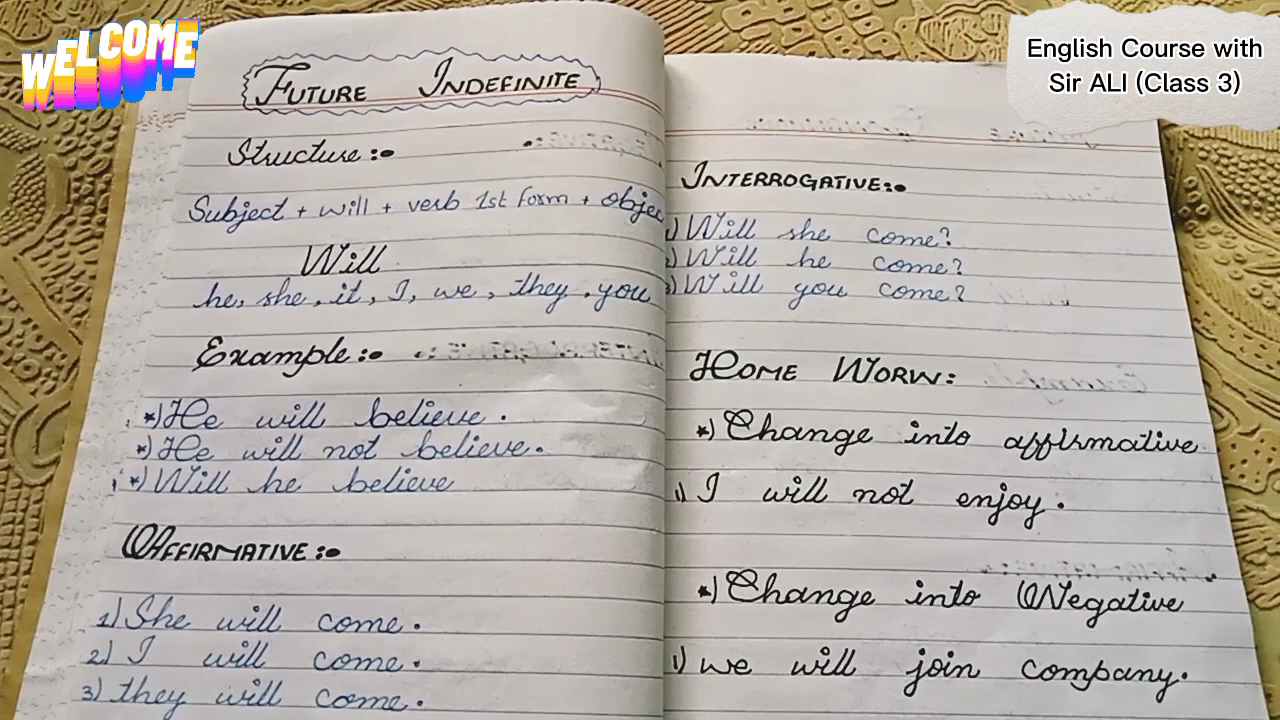 WELCOME
English Course with
Sir ALI (Class 3)
FUTURE INDEFINITE
Structure:
Subject + will + verb 1st form + objec
Will
he, she, it, I, we, they, you
Example:
*) He will believe.
*) He will not believe.
*) Will he believe
AFFIRMATIVE:
1) She will come.
2) I will come.
3) they will come.
INTERROGATIVE:
1) Will she come?
2) Will he come?
3) Will you come?
HOME WORK:
*) Change into affirmative
1) I will not enjoy.
*) Change into Negative
1) we will join company.